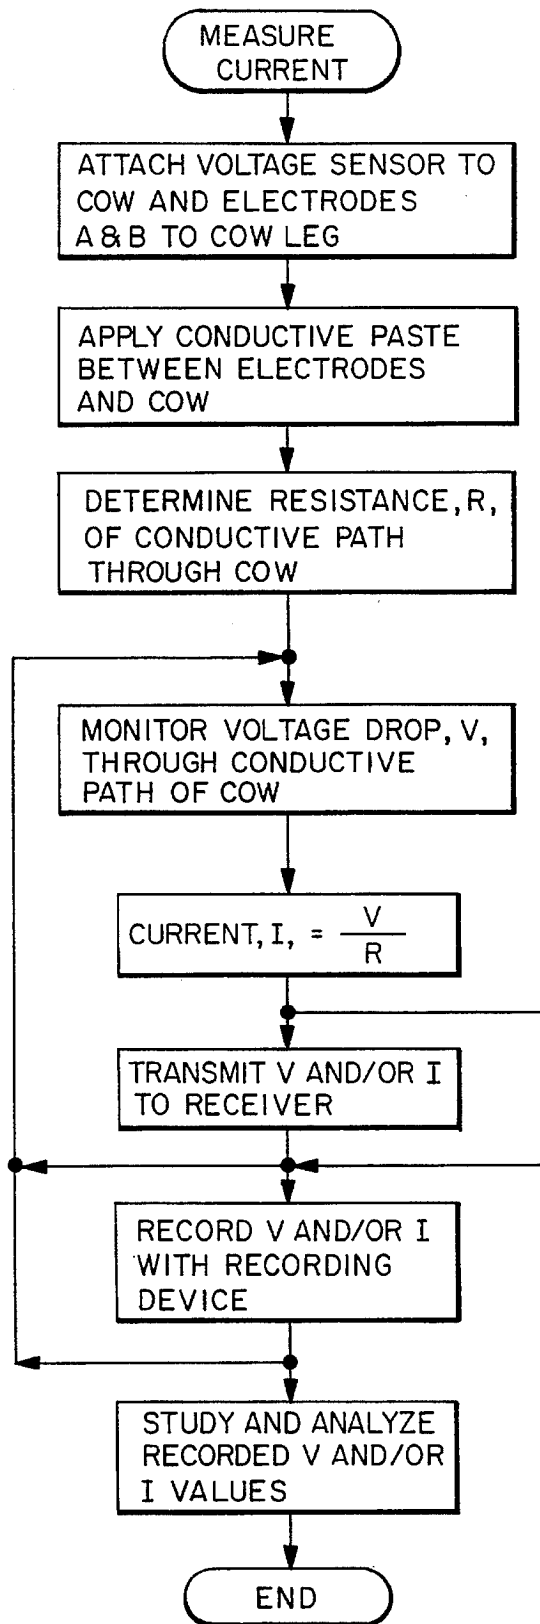 MEASURE
CURRENT
ATTACH VOLTAGE SENSOR TO
COW AND ELECTRODES
A & B TO COW LEG
APPLY CONDUCTIVE PASTE
BETWEEN ELECTRODES
AND COW
DETERMINE RESISTANCE, R,
OF CONDUCTIVE PATH
THROUGH COW
MONITOR VOLTAGE DROP, V,
THROUGH CONDUCTIVE
PATH OF COW
CURRENT, I, = V
R
TRANSMIT V AND/OR I
TO RECEIVER
RECORD V AND/OR I
WITH RECORDING
DEVICE
STUDY AND ANALYZE
RECORDED V AND/OR
I VALUES
END